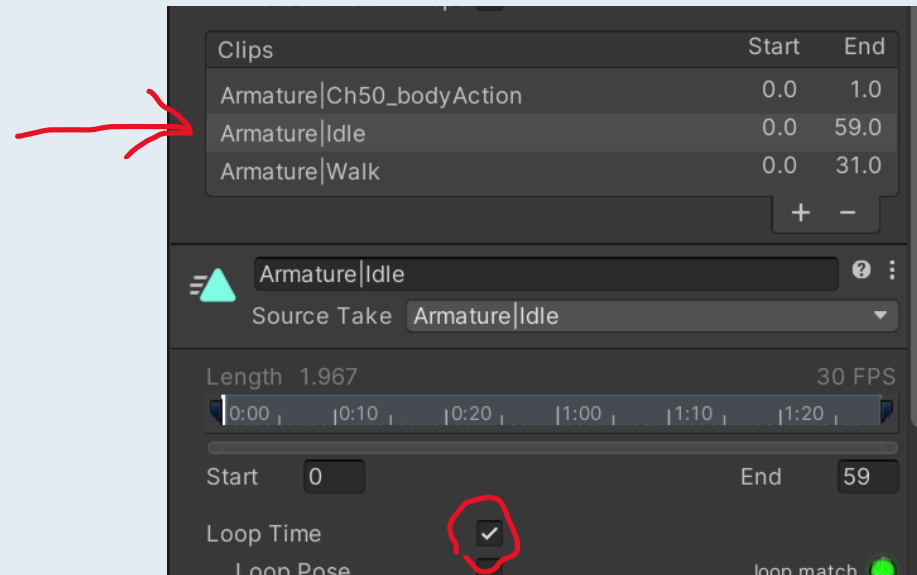 Clips Start End
Armature|Ch50_bodyAction 0.0 1.0
Armature|Idle 0.0 59.0
Armature|Walk 0.0 31.0
+ −
Armature|Idle
Source Take Armature|Idle
Length 1.967 30 FPS
0:00 0:10 0:20 1:00 1:10 1:20
Start 0 End 59
Loop Time
Loop Pose loop match